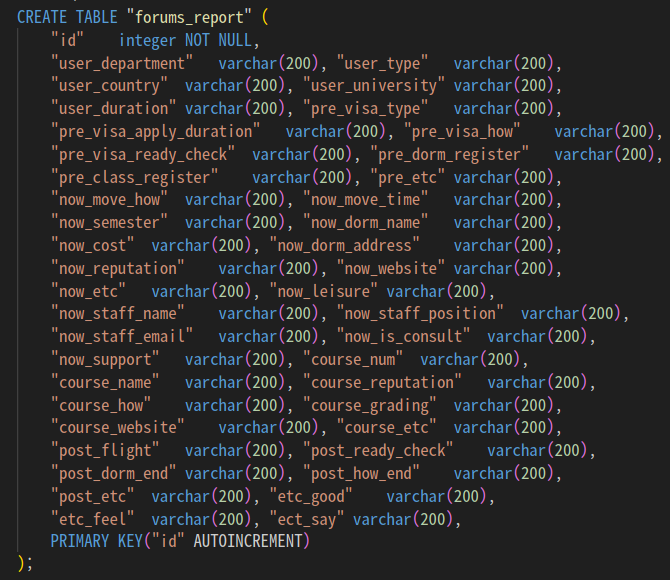 CREATE TABLE "forums_report" (
"id" integer NOT NULL,
"user_department" varchar(200), "user_type" varchar(200),
"user_country" varchar(200), "user_university" varchar(200),
"user_duration" varchar(200), "pre_visa_type" varchar(200),
"pre_visa_apply_duration" varchar(200), "pre_visa_how" varchar(200),
"pre_visa_ready_check" varchar(200), "pre_dorm_register" varchar(200),
"pre_class_register" varchar(200), "pre_etc" varchar(200),
"now_move_how" varchar(200), "now_move_time" varchar(200),
"now_semester" varchar(200), "now_dorm_name" varchar(200),
"now_cost" varchar(200), "now_dorm_address" varchar(200),
"now_reputation" varchar(200), "now_website" varchar(200),
"now_etc" varchar(200), "now_leisure" varchar(200),
"now_staff_name" varchar(200), "now_staff_position" varchar(200),
"now_staff_email" varchar(200), "now_is_consult" varchar(200),
"now_support" varchar(200), "course_num" varchar(200),
"course_name" varchar(200), "course_reputation" varchar(200),
"course_how" varchar(200), "course_grading" varchar(200),
"course_website" varchar(200), "course_etc" varchar(200),
"post_flight" varchar(200), "post_ready_check" varchar(200),
"post_dorm_end" varchar(200), "post_how_end" varchar(200),
"post_etc" varchar(200), "etc_good" varchar(200),
"etc_feel" varchar(200), "ect_say" varchar(200),
PRIMARY KEY("id" AUTOINCREMENT)
);